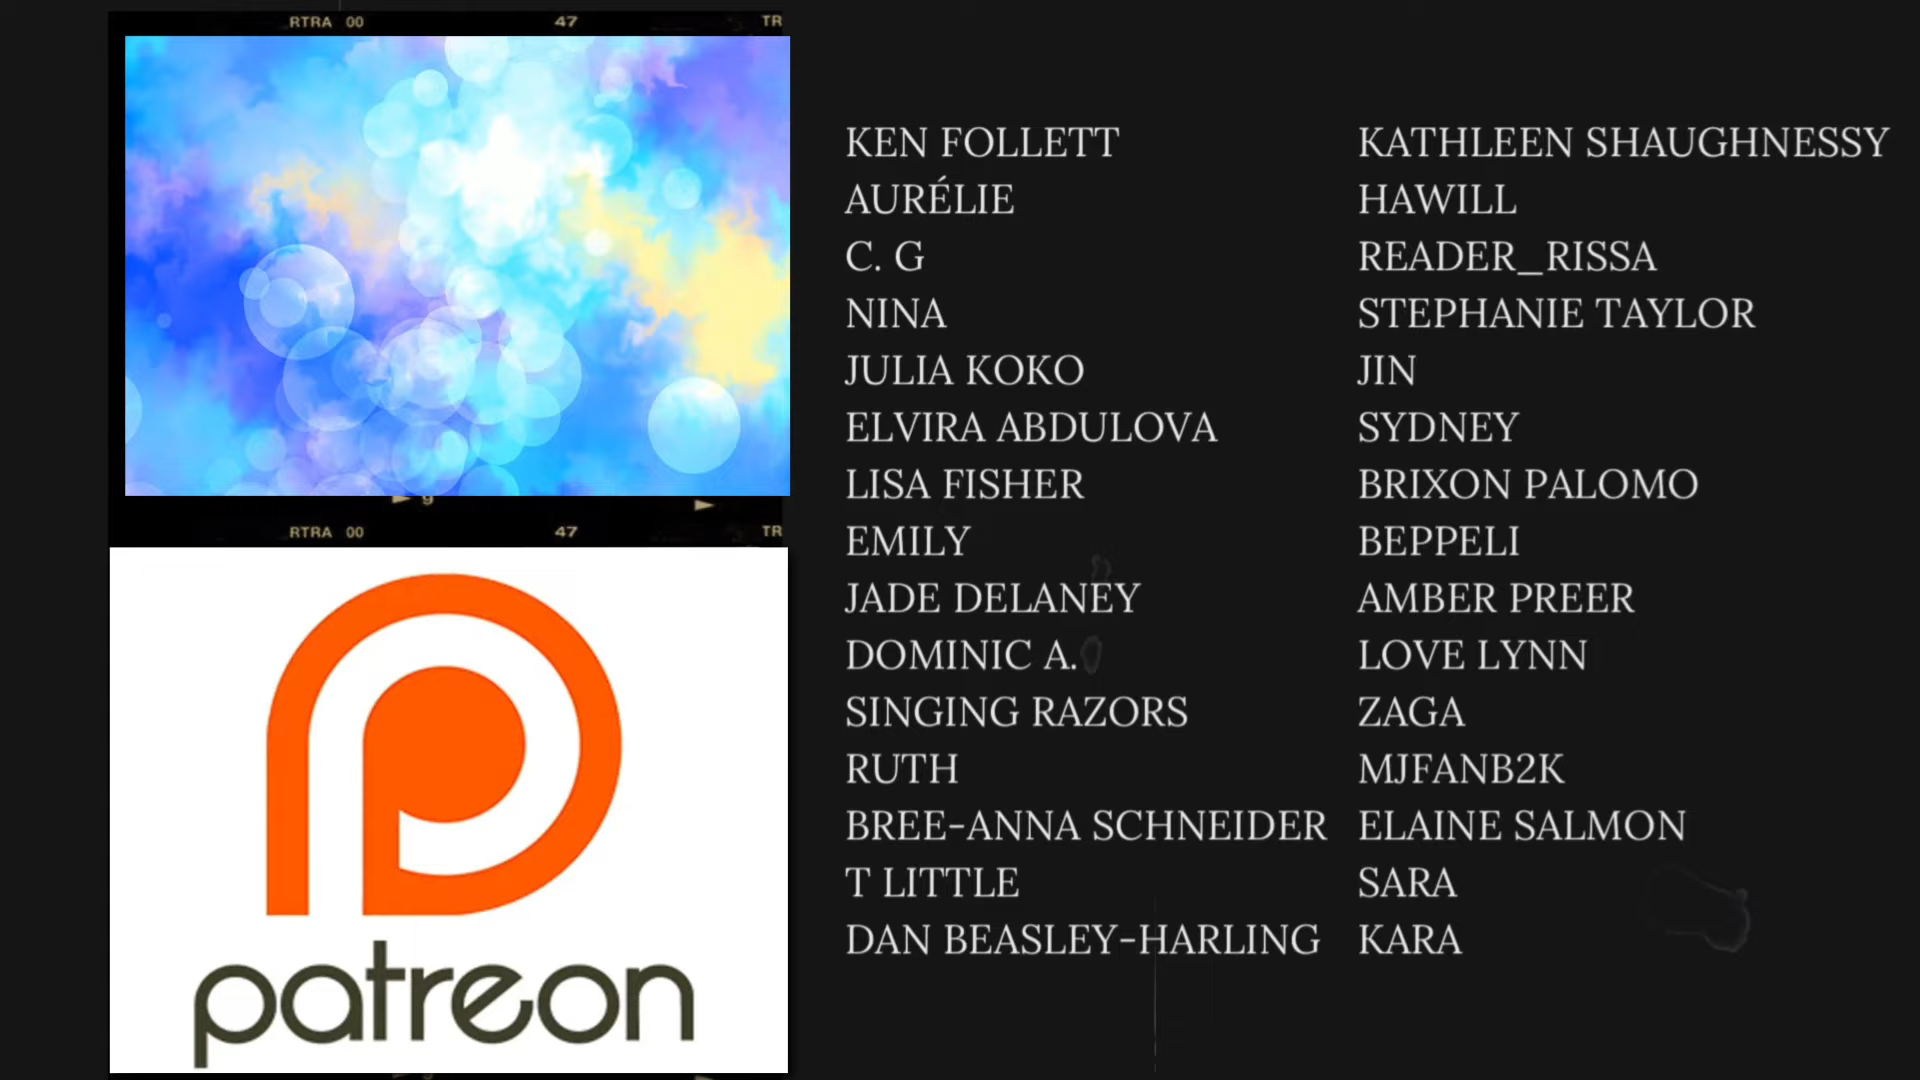 RTRA 00 47 TR
9
RTRA 00 47 TR
patreon
KEN FOLLETT
AURÉLIE
C. G
NINA
JULIA KOKO
ELVIRA ABDULOVA
LISA FISHER
EMILY
JADE DELANEY
DOMINIC A.
SINGING RAZORS
RUTH
BREE-ANNA SCHNEIDER
T LITTLE
DAN BEASLEY-HARLING
KATHLEEN SHAUGHNESSY
HAWILL
READER_RISSA
STEPHANIE TAYLOR
JIN
SYDNEY
BRIXON PALOMO
BEPPELI
AMBER PREER
LOVE LYNN
ZAGA
MJFANB2K
ELAINE SALMON
SARA
KARA